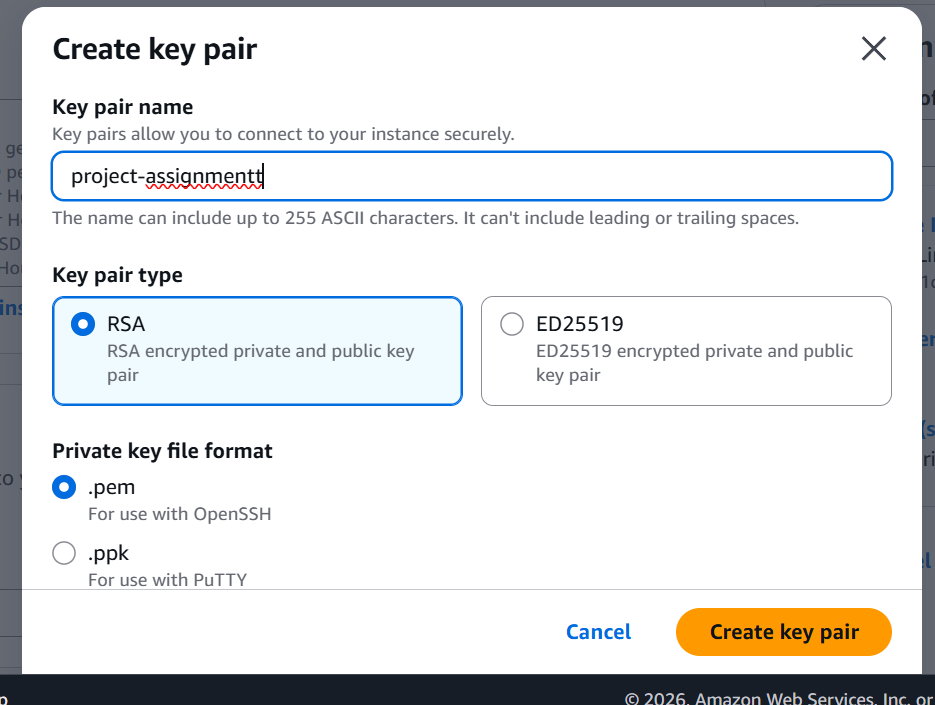 Create key pair
Key pair name
Key pairs allow you to connect to your instance securely.
project-assignmentt
The name can include up to 255 ASCII characters. It can't include leading or trailing spaces.
Key pair type
RSA
RSA encrypted private and public key
pair
ED25519
ED25519 encrypted private and public
key pair
Private key file format
.pem
For use with OpenSSH
.ppk
For use with PuTTY
Cancel
Create key pair
© 2026, Amazon Web Services, Inc. or